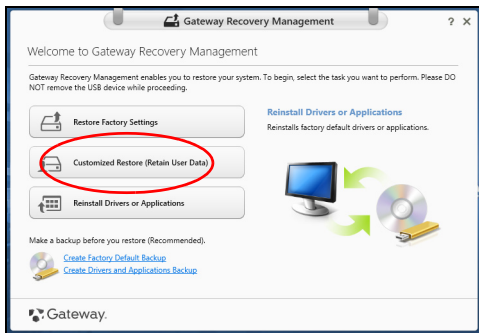 Gateway Recovery Management
? X
Welcome to Gateway Recovery Management
Gateway Recovery Management enables you to restore your system. To begin, select the task you want to perform. Please DO
NOT remove the USB device while proceeding.
Restore Factory Settings
Customized Restore (Retain User Data)
Reinstall Drivers or Applications
Reinstall Drivers or Applications
Reinstalls factory default drivers or applications.
Make a backup before you restore (Recommended).
Create Factory Default Backup
Create Drivers and Applications Backup
Gateway.